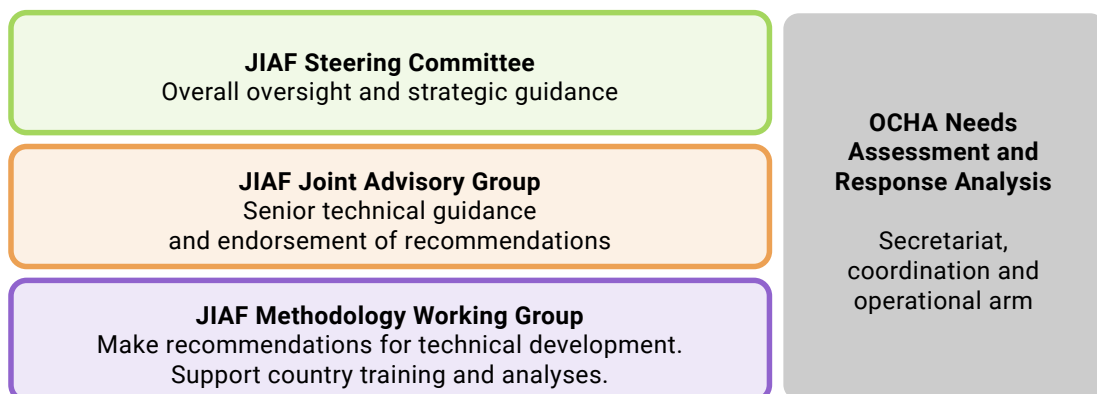 JIAF Steering Committee
Overall oversight and strategic guidance
JIAF Joint Advisory Group
Senior technical guidance
and endorsement of recommendations
JIAF Methodology Working Group
Make recommendations for technical development.
Support country training and analyses.
OCHA Needs
Assessment and
Response Analysis
Secretariat,
coordination and
operational arm